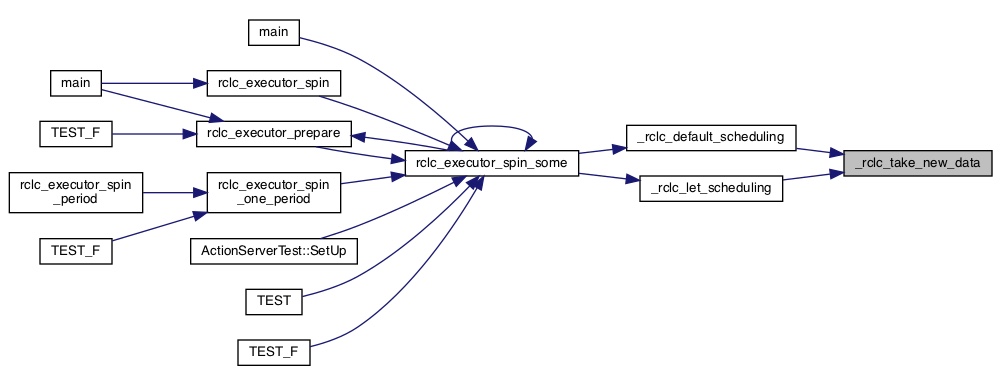 main
main
rclc_executor_spin
TEST_F
rclc_executor_prepare
rclc_executor_spin
_period
rclc_executor_spin
_one_period
TEST_F
ActionServerTest::SetUp
TEST
TEST_F
rclc_executor_spin_some
_rclc_default_scheduling
_rclc_let_scheduling
_rclc_take_new_data